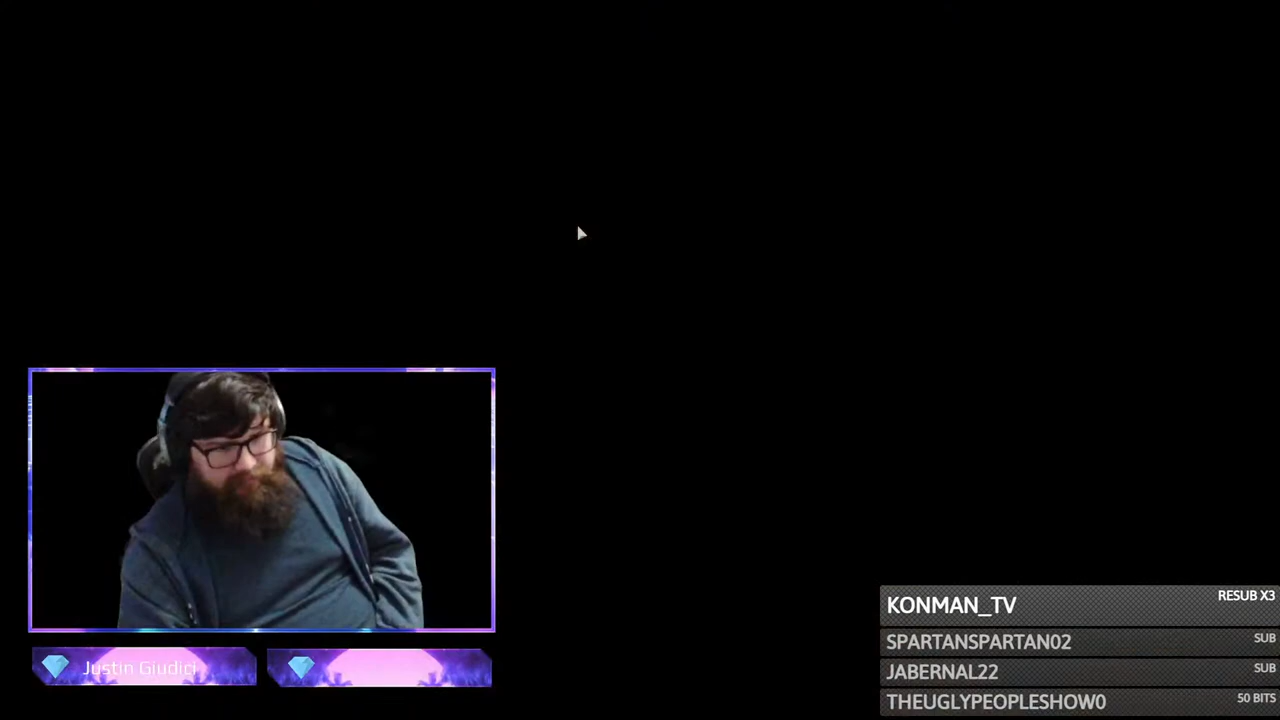 Justin Giudici
KONMAN_TV RESUB X3
SPARTANSPARTAN02 SUB
JABERNAL22 SUB
THEUGLYPEOPLESHOW0 50 BITS